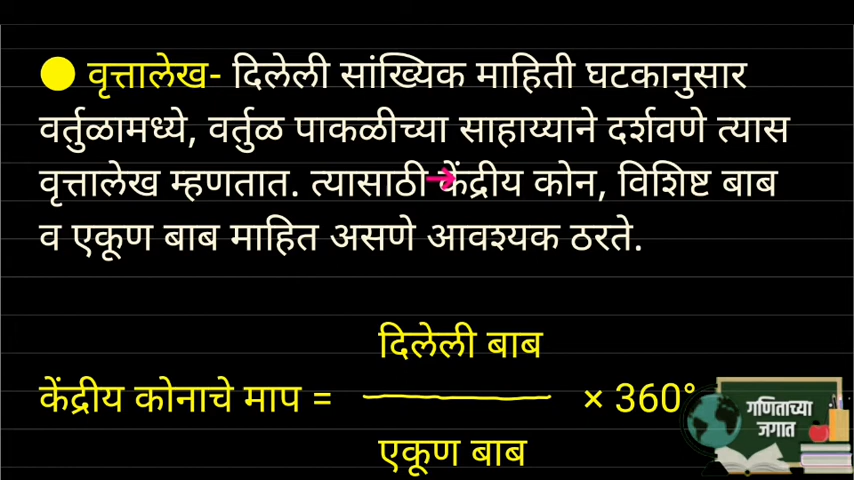 वृत्तालेख- दिलेली सांख्यिक माहिती घटकानुसार
वर्तुळामध्ये, वर्तुळ पाकळीच्या साहाय्याने दर्शवणे त्यास
वृत्तालेख म्हणतात. त्यासाठी केंद्रीय कोन, विशिष्ट बाब
व एकूण बाब माहित असणे आवश्यक ठरते.
दिलेली बाब
केंद्रीय कोनाचे माप = × 360°
एकूण बाब
गणिताच्या
जगात